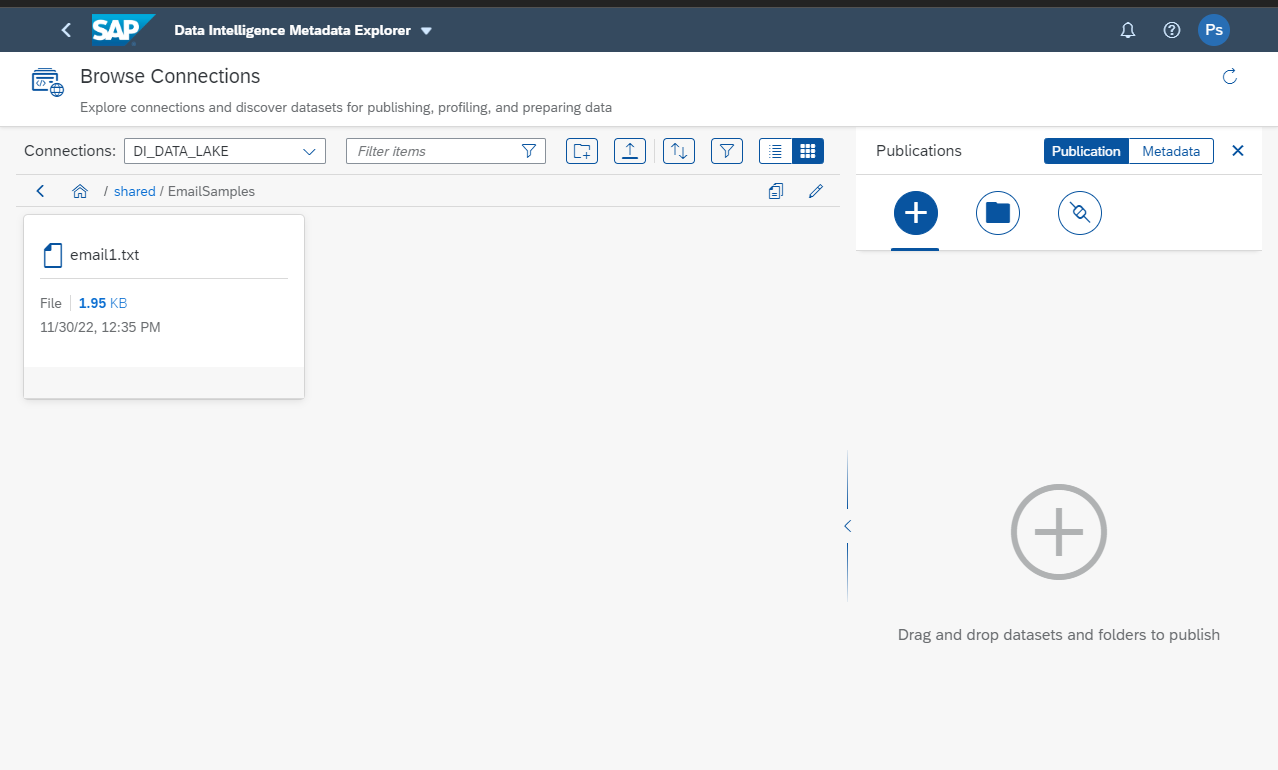 SAP Data Intelligence Metadata Explorer Ps
Browse Connections
Explore connections and discover datasets for publishing, profiling, and preparing data
Connections: DI_DATA_LAKE Filter items
/ shared / EmailSamples
email1.txt
File 1.95 KB
11/30/22, 12:35 PM
Publications Publication Metadata
Drag and drop datasets and folders to publish